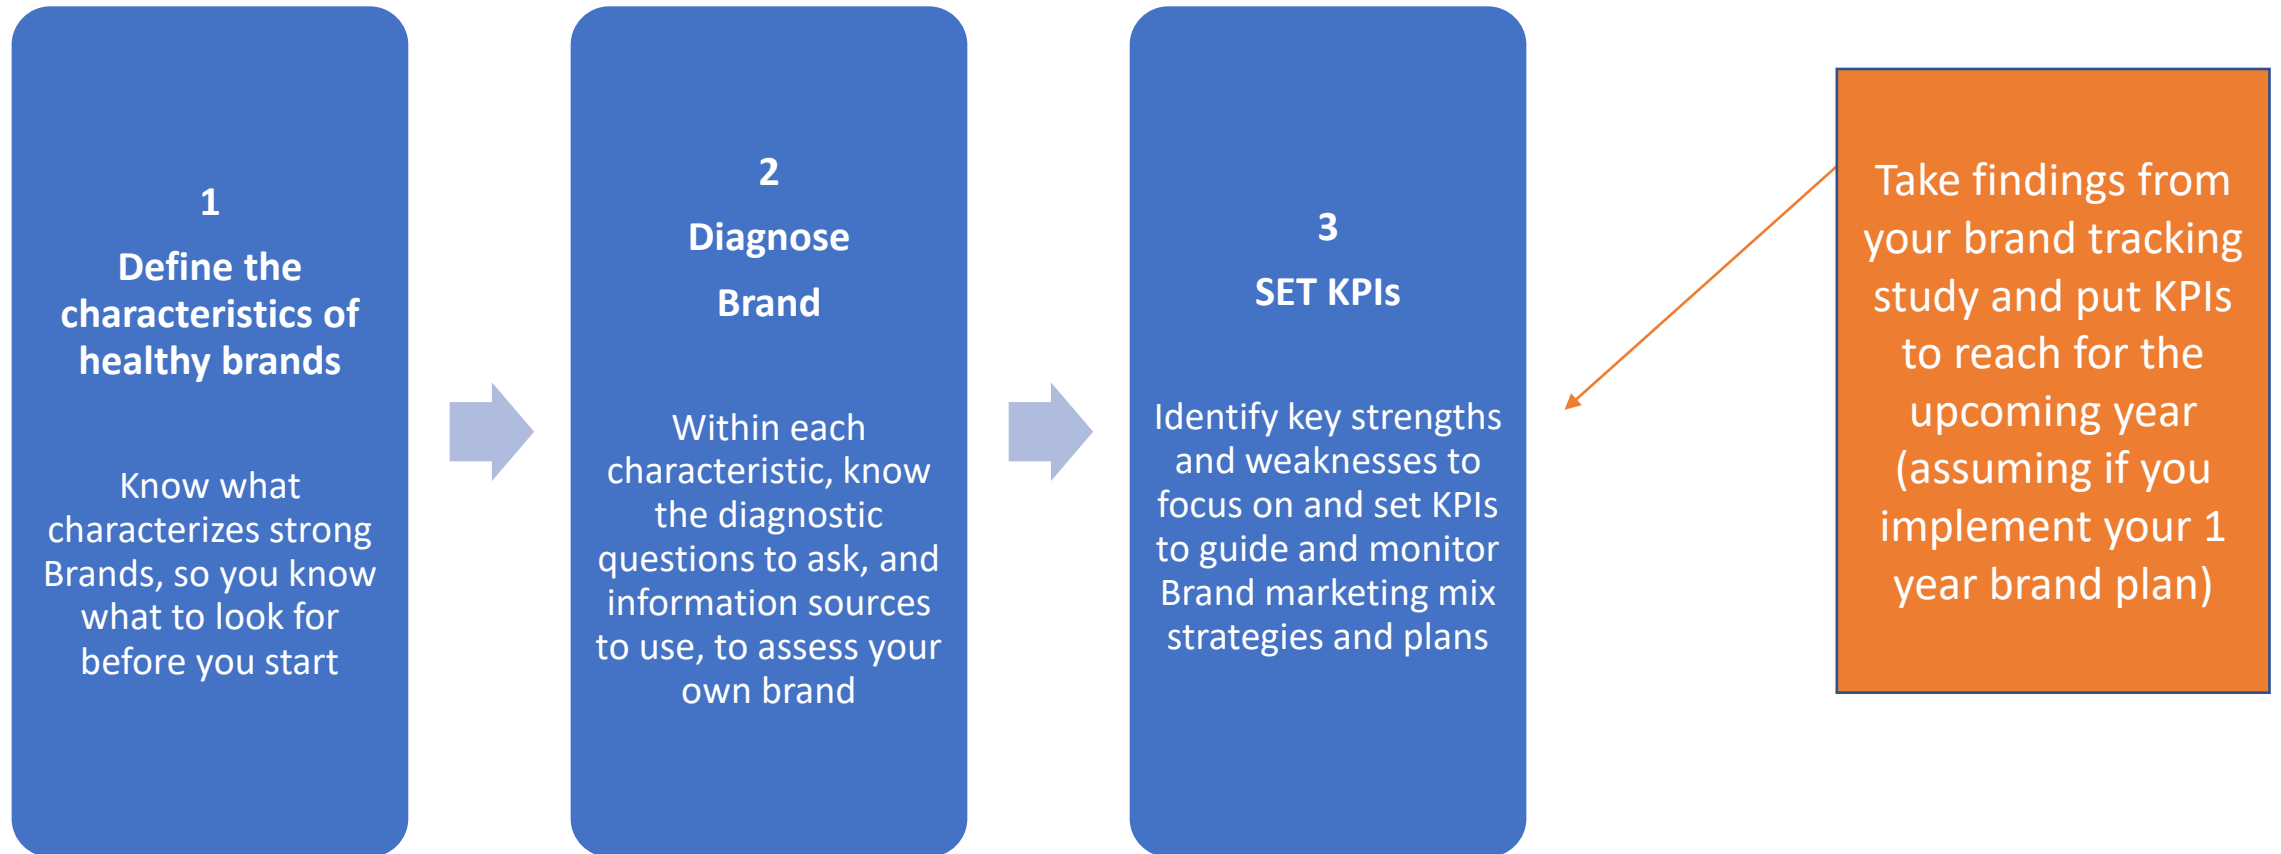 1
Define the
characteristics of
healthy brands
Know what
characterizes strong
Brands, so you know
what to look for
before you start
2
Diagnose
Brand
Within each
characteristic, know
the diagnostic
questions to ask, and
information sources
to use, to assess your
own brand
3
SET KPIs
Identify key strengths
and weaknesses to
focus on and set KPIs
to guide and monitor
Brand marketing mix
strategies and plans
Take findings from
your brand tracking
study and put KPIs
to reach for the
upcoming year
(assuming if you
implement your 1
year brand plan)